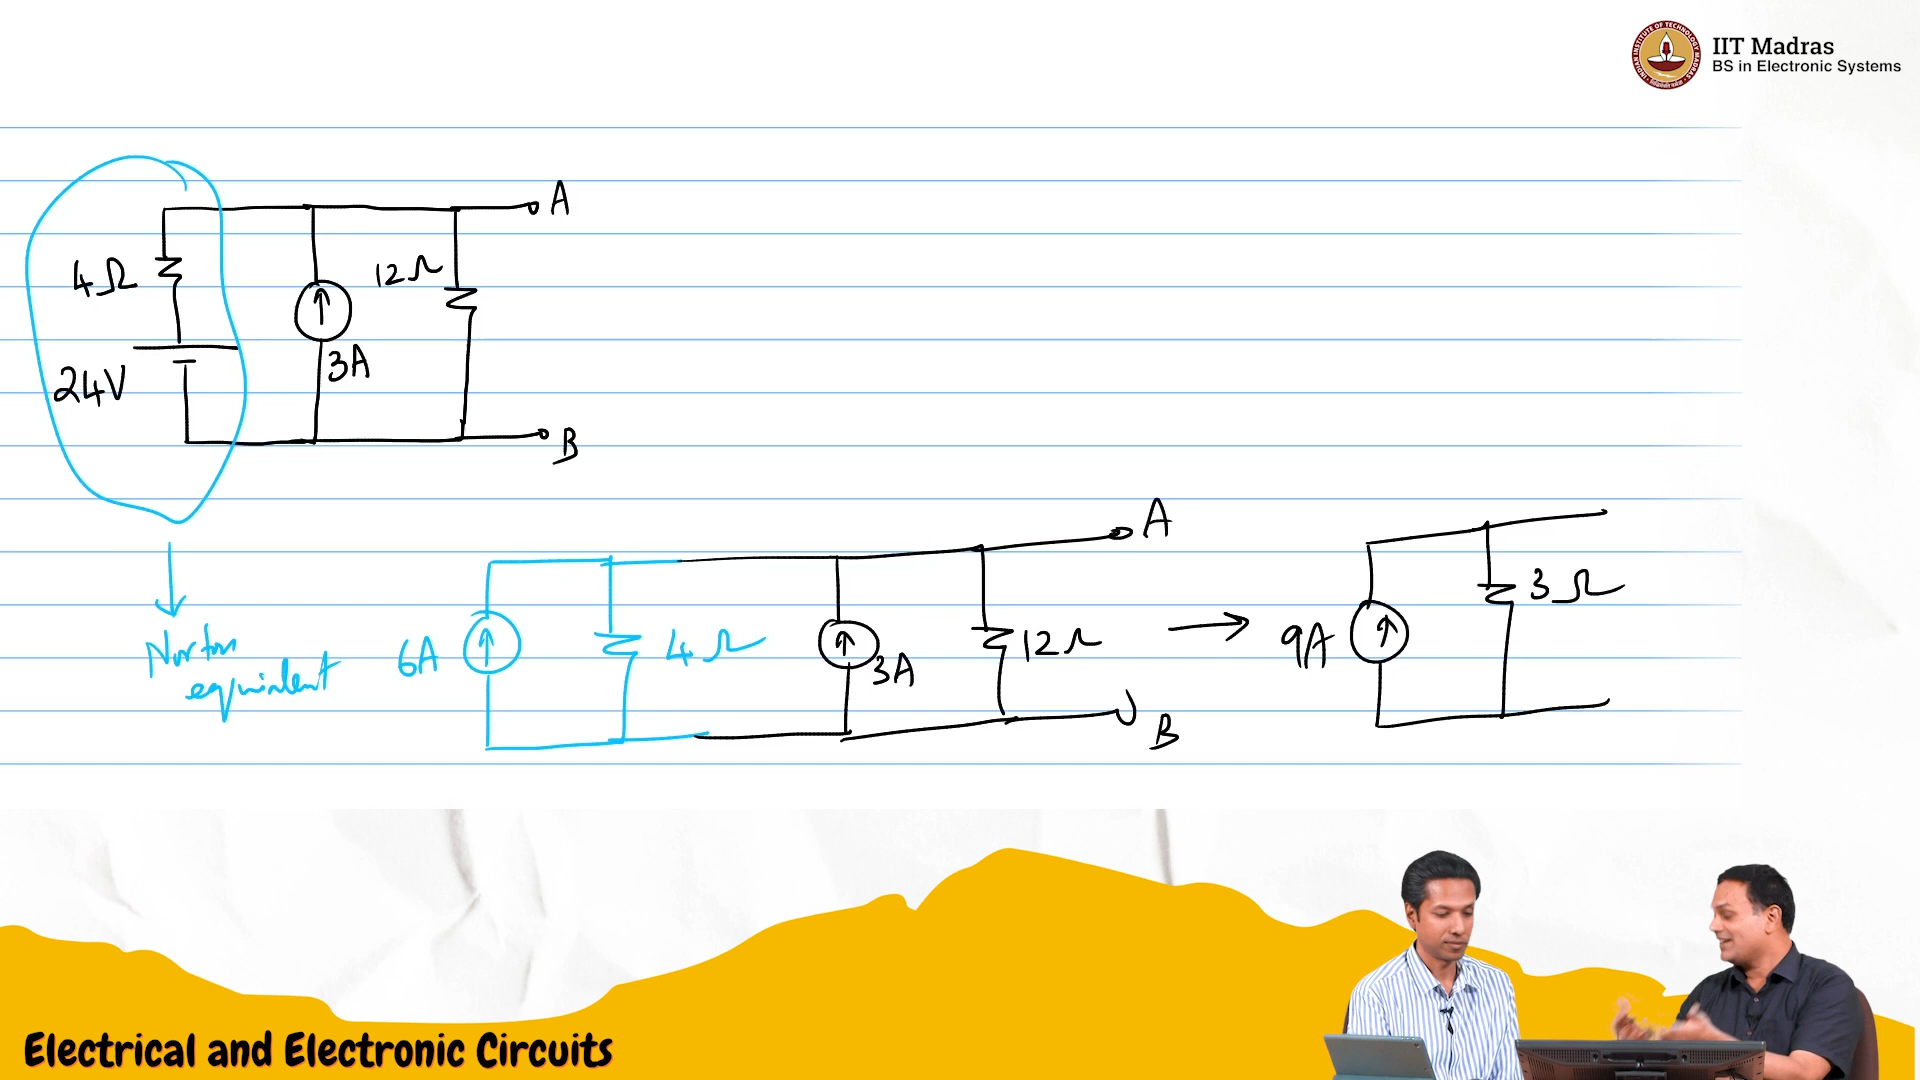 IIT Madras
BS in Electronic Systems
A
4Ω
12Ω
3A
24V
B
A
3Ω
Norton
equivalent
6A
4Ω
3A
12Ω
9A
B
Electrical and Electronic Circuits